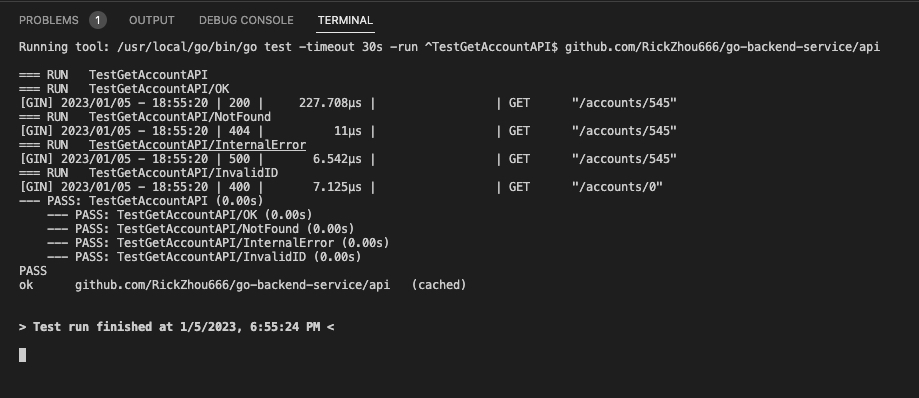 PROBLEMS 1 OUTPUT DEBUG CONSOLE TERMINAL
Running tool: /usr/local/go/bin/go test -timeout 30s -run ^TestGetAccountAPI$ github.com/RickZhou666/go-backend-service/api
=== RUN   TestGetAccountAPI
=== RUN   TestGetAccountAPI/OK
[GIN] 2023/01/05 - 18:55:20 | 200 |     227.708µs |                 | GET      "/accounts/545"
=== RUN   TestGetAccountAPI/NotFound
[GIN] 2023/01/05 - 18:55:20 | 404 |          11µs |                 | GET      "/accounts/545"
=== RUN   TestGetAccountAPI/InternalError
[GIN] 2023/01/05 - 18:55:20 | 500 |       6.542µs |                 | GET      "/accounts/545"
=== RUN   TestGetAccountAPI/InvalidID
[GIN] 2023/01/05 - 18:55:20 | 400 |       7.125µs |                 | GET      "/accounts/0"
--- PASS: TestGetAccountAPI (0.00s)
    --- PASS: TestGetAccountAPI/OK (0.00s)
    --- PASS: TestGetAccountAPI/NotFound (0.00s)
    --- PASS: TestGetAccountAPI/InternalError (0.00s)
    --- PASS: TestGetAccountAPI/InvalidID (0.00s)
PASS
ok      github.com/RickZhou666/go-backend-service/api   (cached)
> Test run finished at 1/5/2023, 6:55:24 PM <